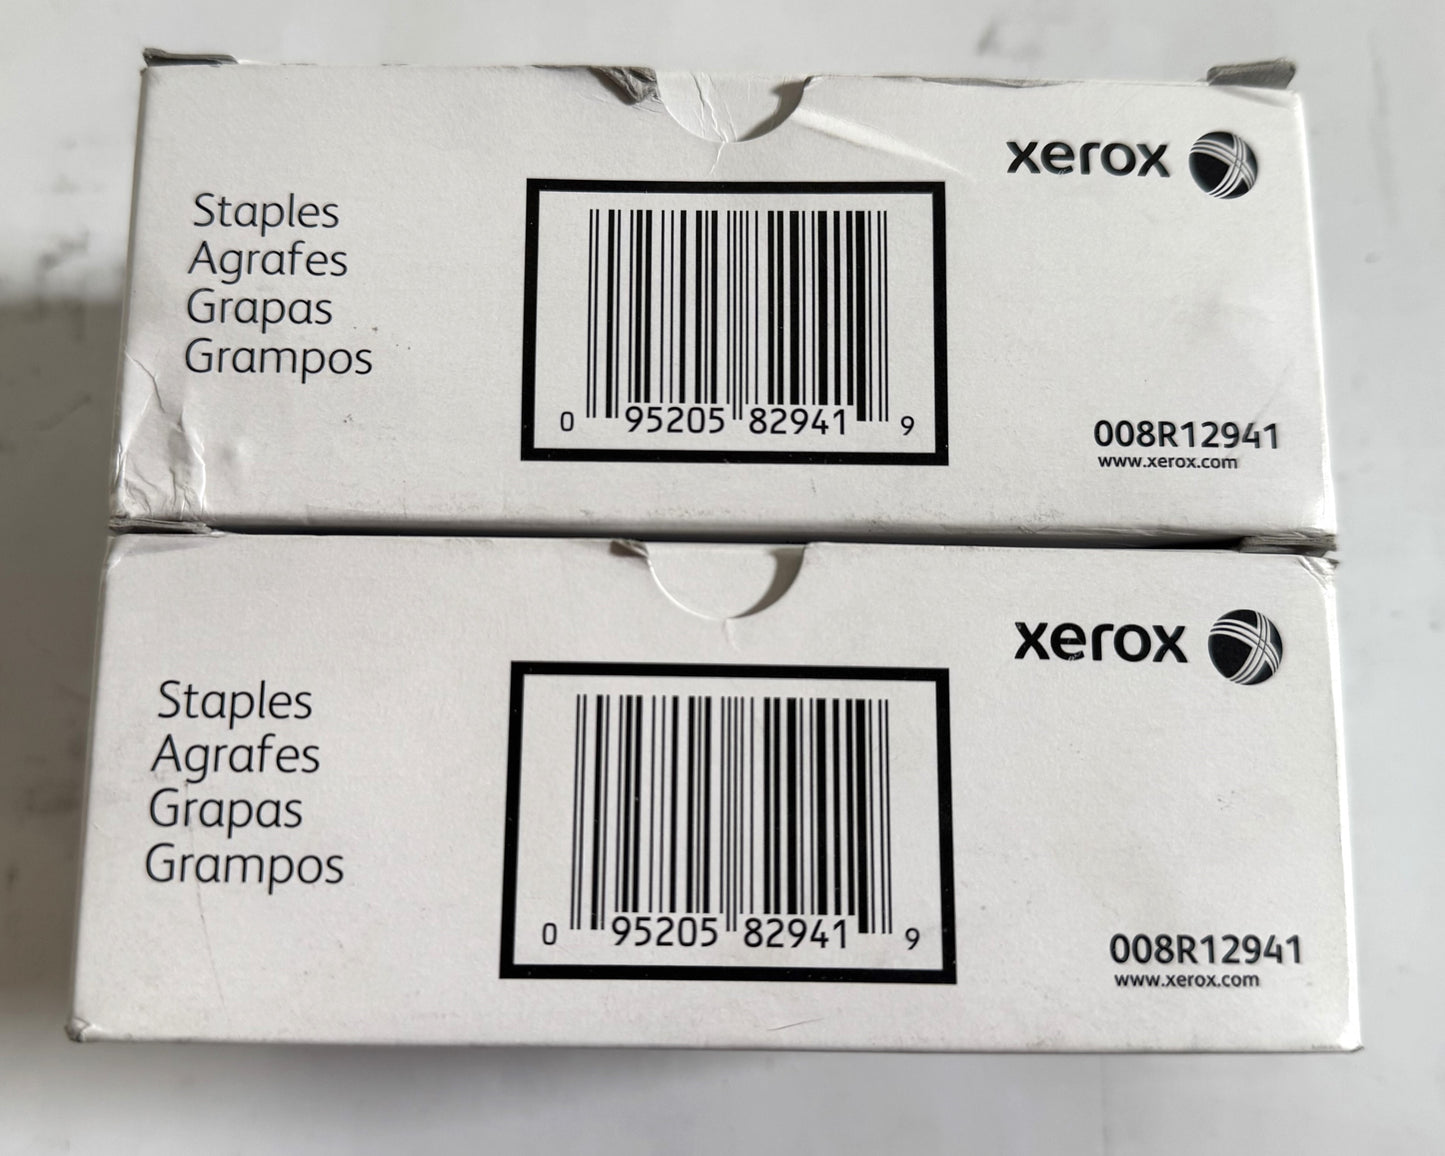 xerox
Staples
Agrafes
Grapas
Grampos
0 95205 82941 9
008R12941
www.xerox.com
xerox
Staples
Agrafes
Grapas
Grampos
0 95205 82941 9
008R12941
www.xerox.com